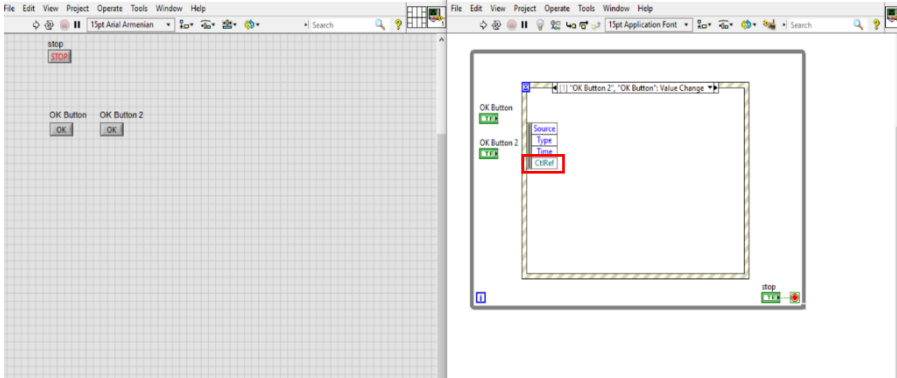 File Edit View Project Operate Tools Window Help
15pt Arial Armenian
Search
?
stop
STOP
OK Button OK Button 2
OK OK
File Edit View Project Operate Tools Window Help
15pt Application Font
Search
?
[1] "OK Button 2", "OK Button": Value Change
OK Button
TF
OK Button 2
TF
Source
Type
Time
CtlRef
stop
TF
i